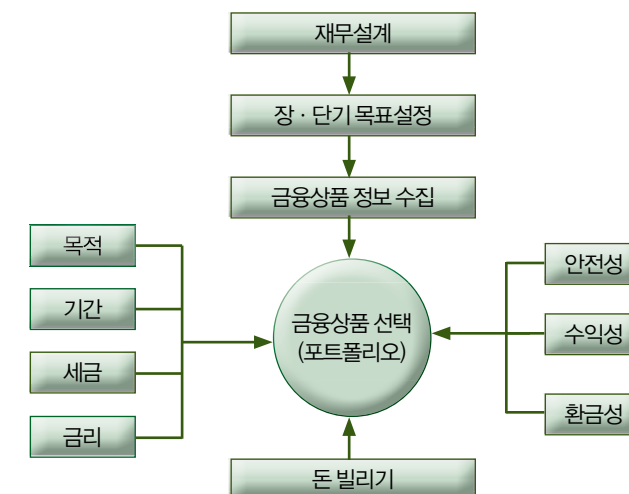 재무설계
장 · 단기 목표설정
금융상품 정보 수집
목적
기간
세금
금리
금융상품 선택
(포트폴리오)
안전성
수익성
환금성
돈 빌리기